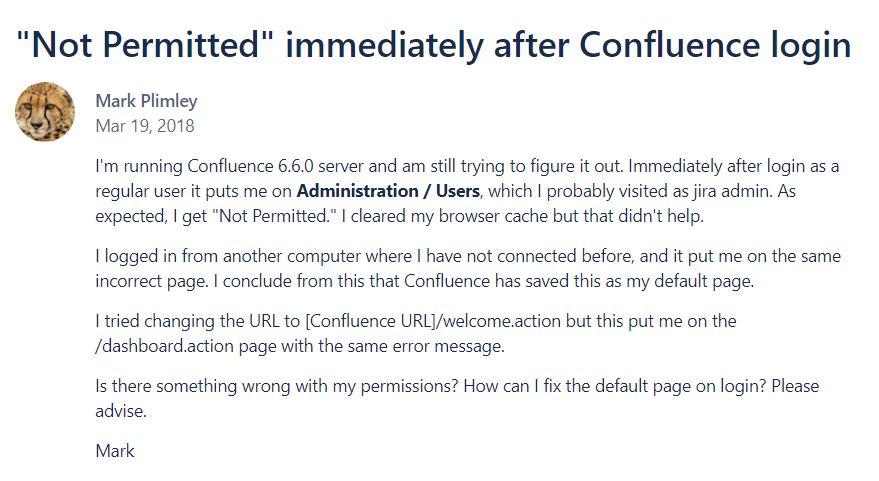 "Not Permitted" immediately after Confluence login
Mark Plimley
Mar 19, 2018
I'm running Confluence 6.6.0 server and am still trying to figure it out. Immediately after login as a
regular user it puts me on Administration / Users, which I probably visited as jira admin. As
expected, I get "Not Permitted." I cleared my browser cache but that didn't help.
I logged in from another computer where I have not connected before, and it put me on the same
incorrect page. I conclude from this that Confluence has saved this as my default page.
I tried changing the URL to [Confluence URL]/welcome.action but this put me on the
/dashboard.action page with the same error message.
Is there something wrong with my permissions? How can I fix the default page on login? Please
advise.
Mark